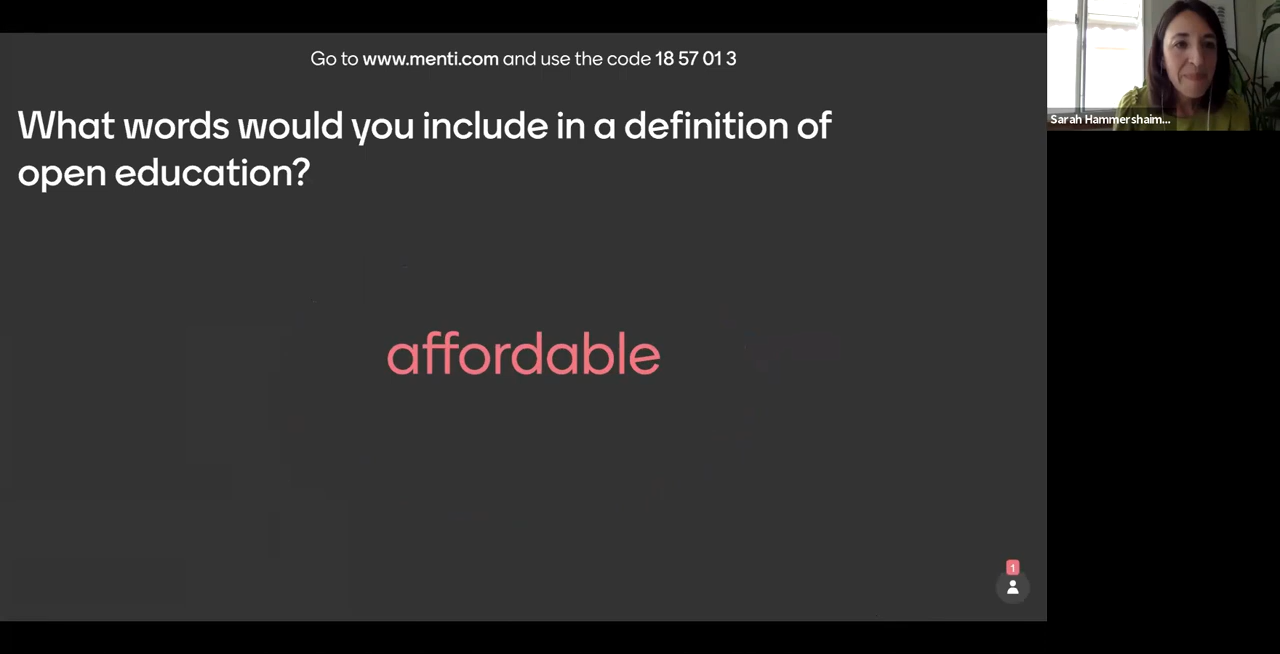 Go to www.menti.com and use the code 18 57 01 3
What words would you include in a definition of
open education?
affordable
1
Sarah Hammershaim...